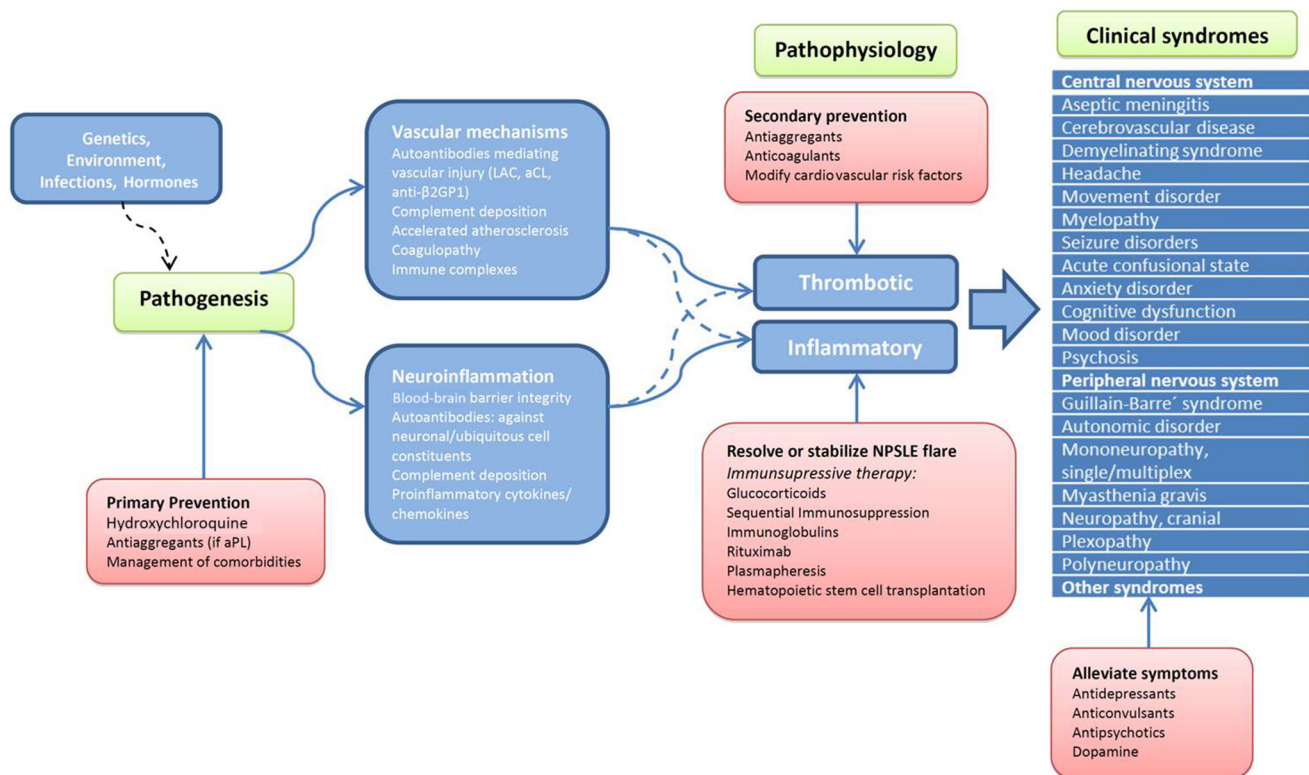 Genetics,
Environment,
Infections, Hormones
Pathogenesis
Primary Prevention
Hydroxychloroquine
Antiaggregants (if aPL)
Management of comorbidities
Vascular mechanisms
Autoantibodies mediating
vascular injury (LAC, aCL,
anti-β2GP1)
Complement deposition
Accelerated atherosclerosis
Coagulopathy
Immune complexes
Neuroinflammation
Blood-brain barrier integrity
Autoantibodies: against
neuronal/ubiquitous cell
constituents
Complement deposition
Proinflammatory cytokines/
chemokines
Pathophysiology
Secondary prevention
Antiaggregants
Anticoagulants
Modify cardiovascular risk factors
Thrombotic
Inflammatory
Resolve or stabilize NPSLE flare
Immunsupressive therapy:
Glucocorticoids
Sequential Immunosuppression
Immunoglobulins
Rituximab
Plasmapheresis
Hematopoietic stem cell transplantation
Clinical syndromes
Central nervous system
Aseptic meningitis
Cerebrovascular disease
Demyelinating syndrome
Headache
Movement disorder
Myelopathy
Seizure disorders
Acute confusional state
Anxiety disorder
Cognitive dysfunction
Mood disorder
Psychosis
Peripheral nervous system
Guillain-Barre´ syndrome
Autonomic disorder
Mononeuropathy,
single/multiplex
Myasthenia gravis
Neuropathy, cranial
Plexopathy
Polyneuropathy
Other syndromes
Alleviate symptoms
Antidepressants
Anticonvulsants
Antipsychotics
Dopamine